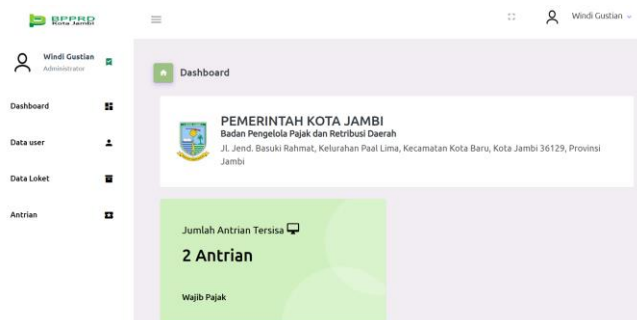 BPPRD
Kota Jambi
Windi Gustian
Windi Gustian
Administrator
Dashboard
Data user
Data Loket
Antrian
Dashboard
PEMERINTAH KOTA JAMBI
Badan Pengelola Pajak dan Retribusi Daerah
Jl. Jend. Basuki Rahmat, Kelurahan Paal Lima, Kecamatan Kota Baru, Kota Jambi 36129, Provinsi
Jambi
Jumlah Antrian Tersisa
2 Antrian
Wajib Pajak